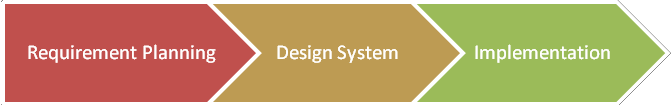 Requirement Planning
Design System
Implementation